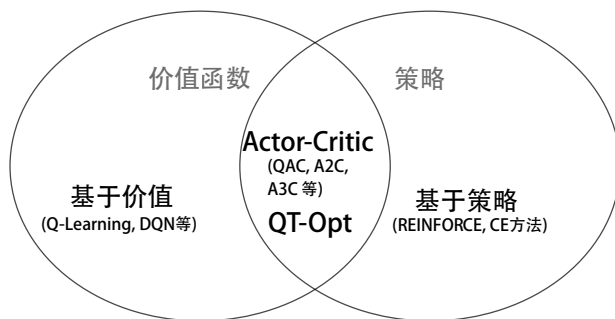 价值函数
策略
Actor-Critic
(QAC, A2C,
A3C 等)
QT-Opt
基于价值
(Q-Learning, DQN等)
基于策略
(REINFORCE, CE方法)